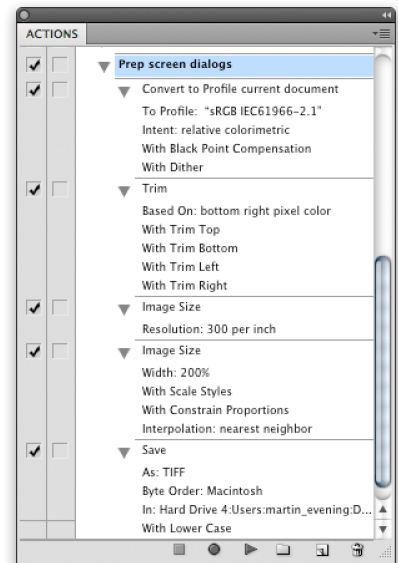 ACTIONS
Prep screen dialogs
Convert to Profile current document
To Profile: “sRGB IEC61966-2.1"
Intent: relative colorimetric
With Black Point Compensation
With Dither
Trim
Based On: bottom right pixel color
With Trim Top
With Trim Bottom
With Trim Left
With Trim Right
Image Size
Resolution: 300 per inch
Image Size
Width: 200%
With Scale Styles
With Constrain Proportions
Interpolation: nearest neighbor
Save
As: TIFF
Byte Order: Macintosh
In: Hard Drive 4:Users:martin_evening:D...
With Lower Case